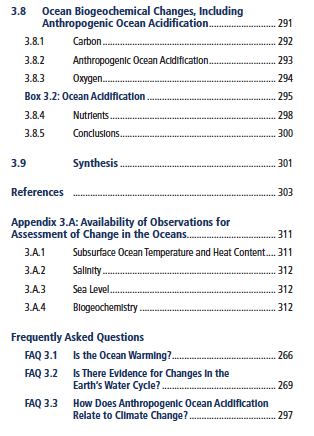 3.8 Ocean Biogeochemical Changes, Including
Anthropogenic Ocean Acidification............................ 291
3.8.1 Carbon............................................................ 292
3.8.2 Anthropogenic Ocean Acidification........................... 293
3.8.3 Oxygen............................................................ 294
Box 3.2: Ocean Acidification ........................................... 295
3.8.4 Nutrients......................................................... 298
3.8.5 Conclusions..................................................... 300
3.9 Synthesis ..................................................... 301
References ............................................................... 303
Appendix 3.A: Availability of Observations for
Assessment of Change in the Oceans............................. 311
3.A.1 Subsurface Ocean Temperature and Heat Content.... 311
3.A.2 Salinity............................................................ 312
3.A.3 Sea Level......................................................... 312
3.A.4 Biogeochemistry .............................................. 312
Frequently Asked Questions
FAQ 3.1 Is the Ocean Warming?................................... 266
FAQ 3.2 Is There Evidence for Changes in the
Earth's Water Cycle? ...................................... 269
FAQ 3.3 How Does Anthropogenic Ocean Acidification
Relate to Climate Change? ............................. 297